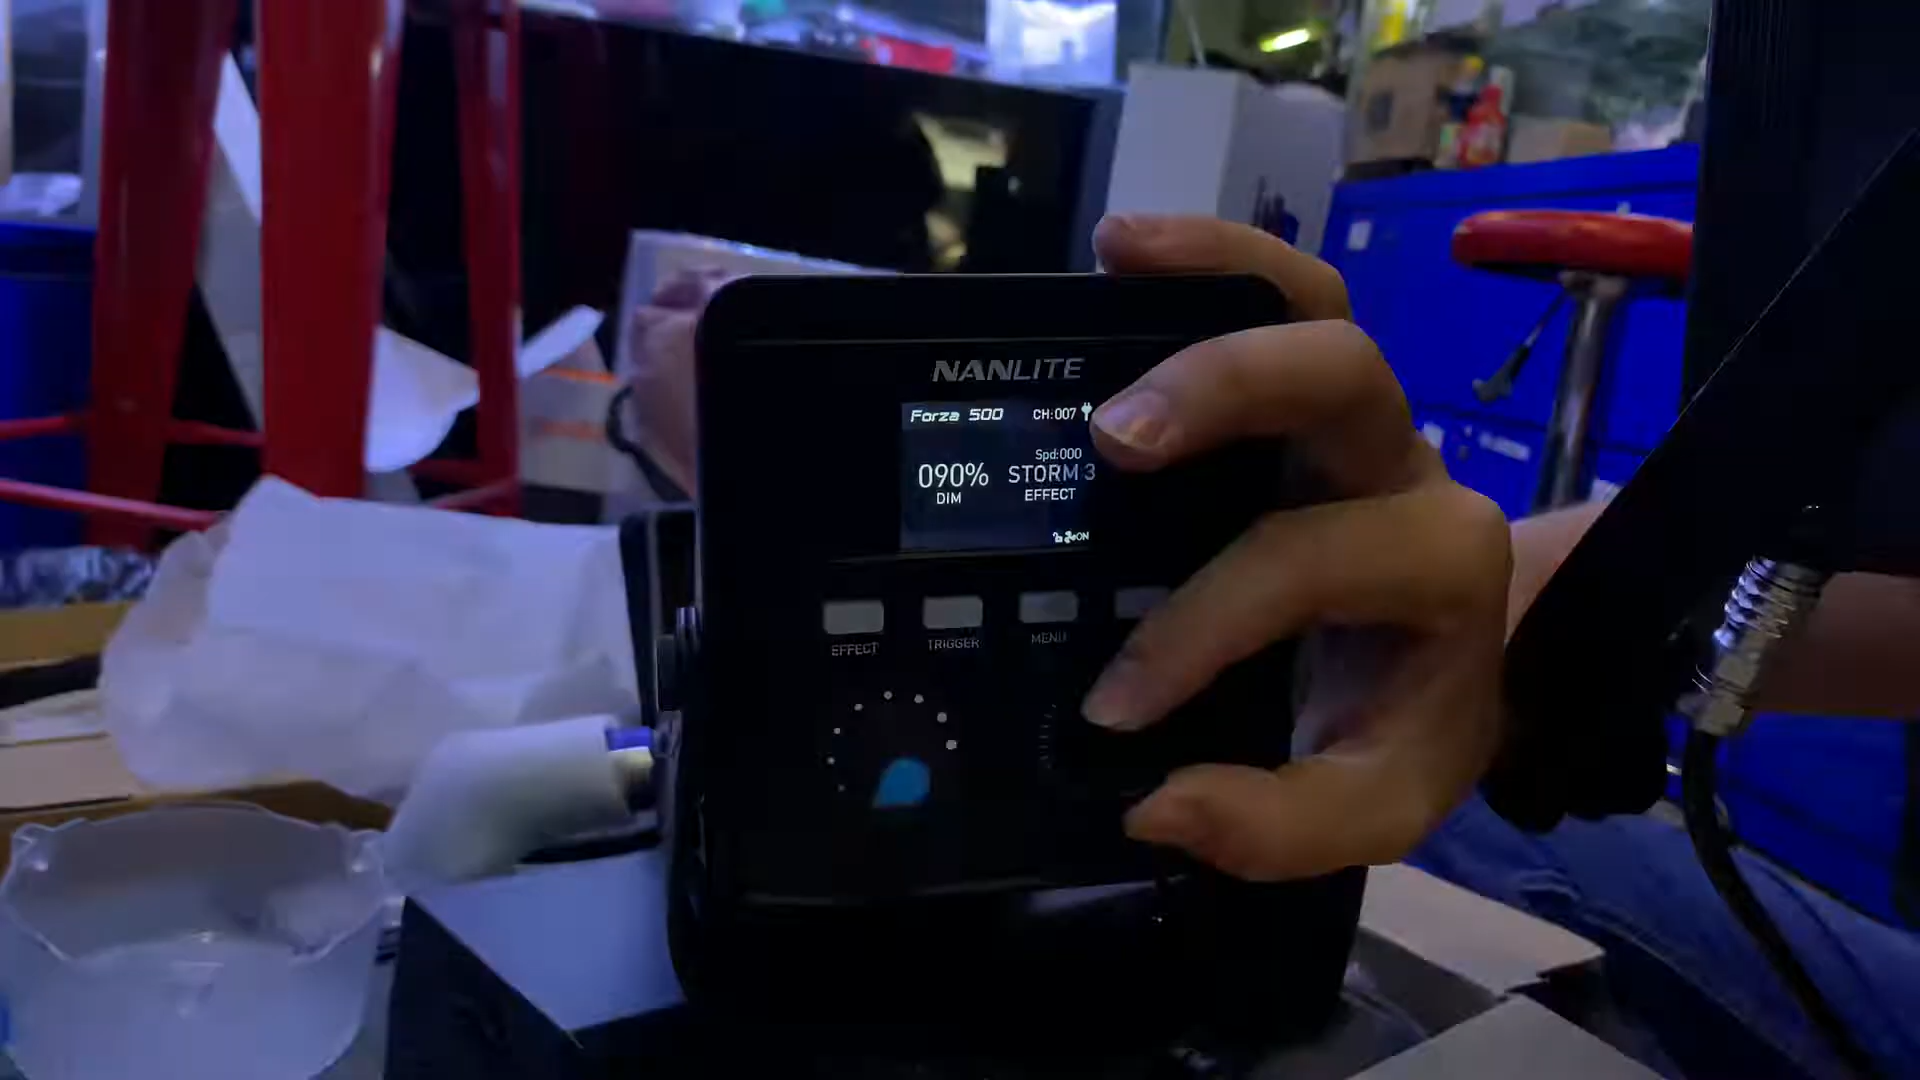 NANLITE
Forza 500 CH:007
Spd:000
090% STORM 3
DIM EFFECT
ON
EFFECT TRIGGER MENU